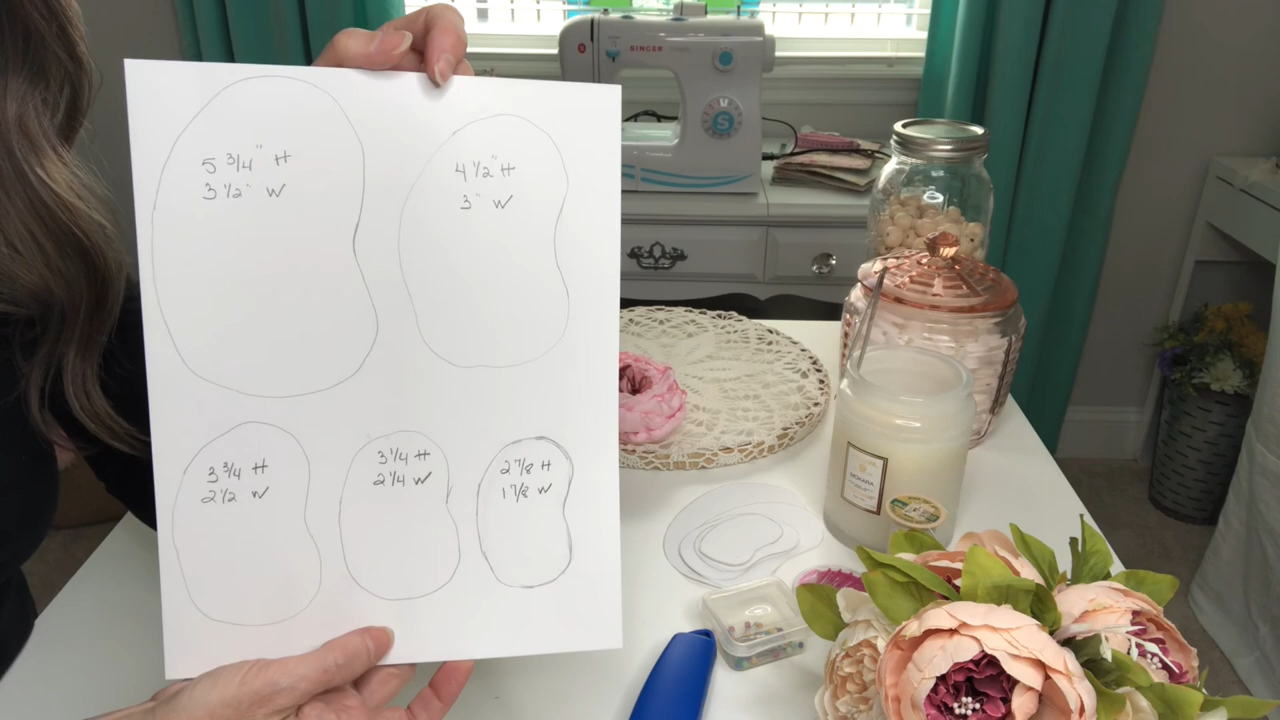 5 3/4" H
3 1/2" W
4 1/2" H
3" W
3 3/4 H
2 1/2 W
3 1/4 H
2 1/4 W
2 7/8 H
1 7/8 W
SINGER
S
MOKARA